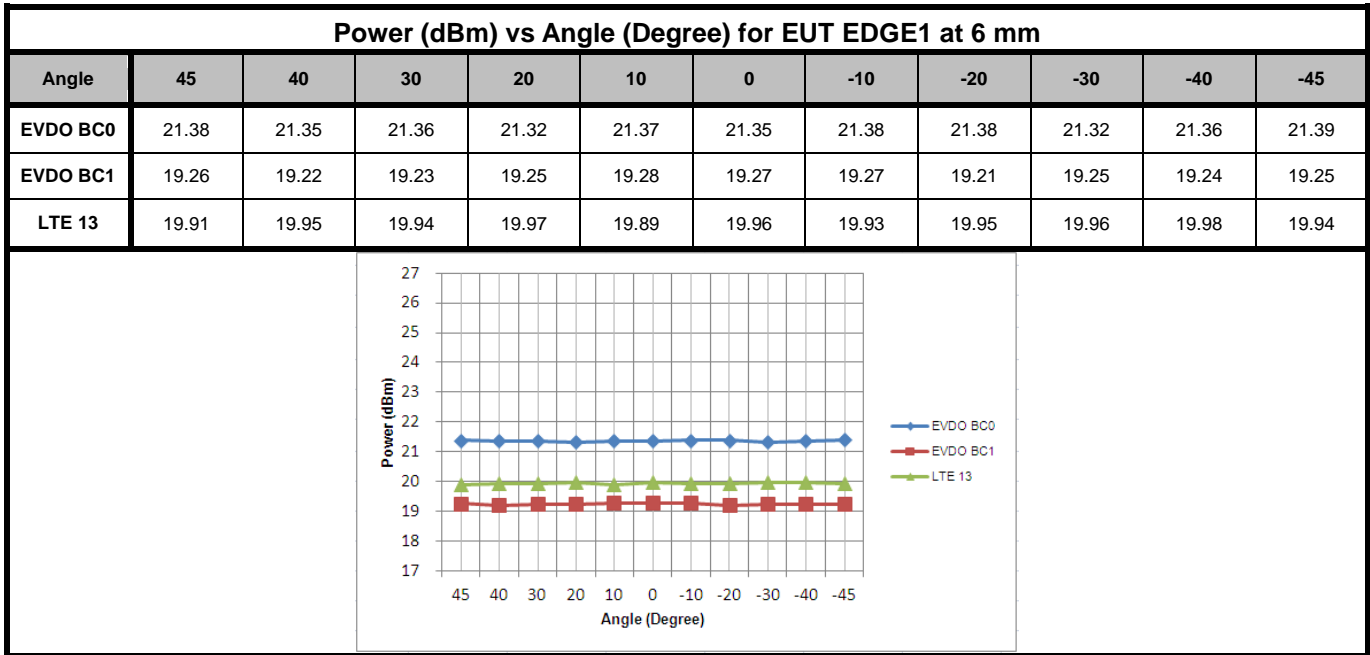 Power (dBm) vs Angle (Degree) for EUT EDGE1 at 6 mm
Angle 45 40 30 20 10 0 -10 -20 -30 -40 -45
EVDO BC0 21.38 21.35 21.36 21.32 21.37 21.35 21.38 21.38 21.32 21.36 21.39
EVDO BC1 19.26 19.22 19.23 19.25 19.28 19.27 19.27 19.21 19.25 19.24 19.25
LTE 13 19.91 19.95 19.94 19.97 19.89 19.96 19.93 19.95 19.96 19.98 19.94
Power (dBm)
27
26
25
24
23
22
21
20
19
18
17
45 40 30 20 10 0 -10 -20 -30 -40 -45
Angle (Degree)
EVDO BC0
EVDO BC1
LTE 13